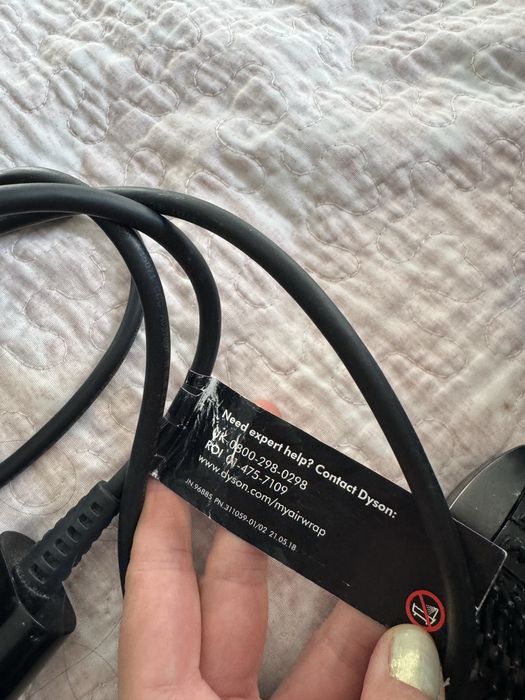 Need expert help? Contact Dyson:
UK 0800-298-0298
ROI 01-475-7109
www.dyson.com/myairwrap
JN.96885 PN.311059-01/02 21.05.18